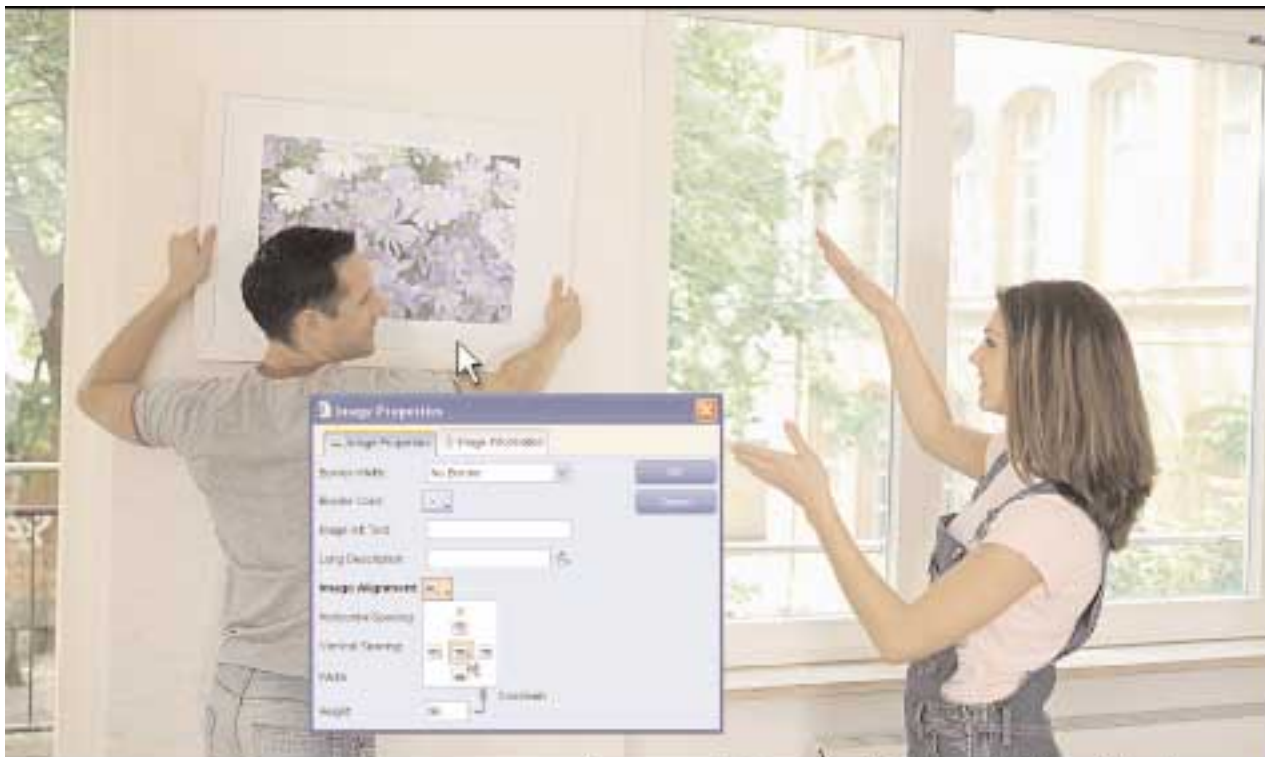 Image Properties
Image Properties Image Information
Border Width: No Border
Border Color:
Image Alt Text:
Long Description:
Image Alignment:
Horizontal Spacing:
Vertical Spacing:
Width:
Constrain
Height: